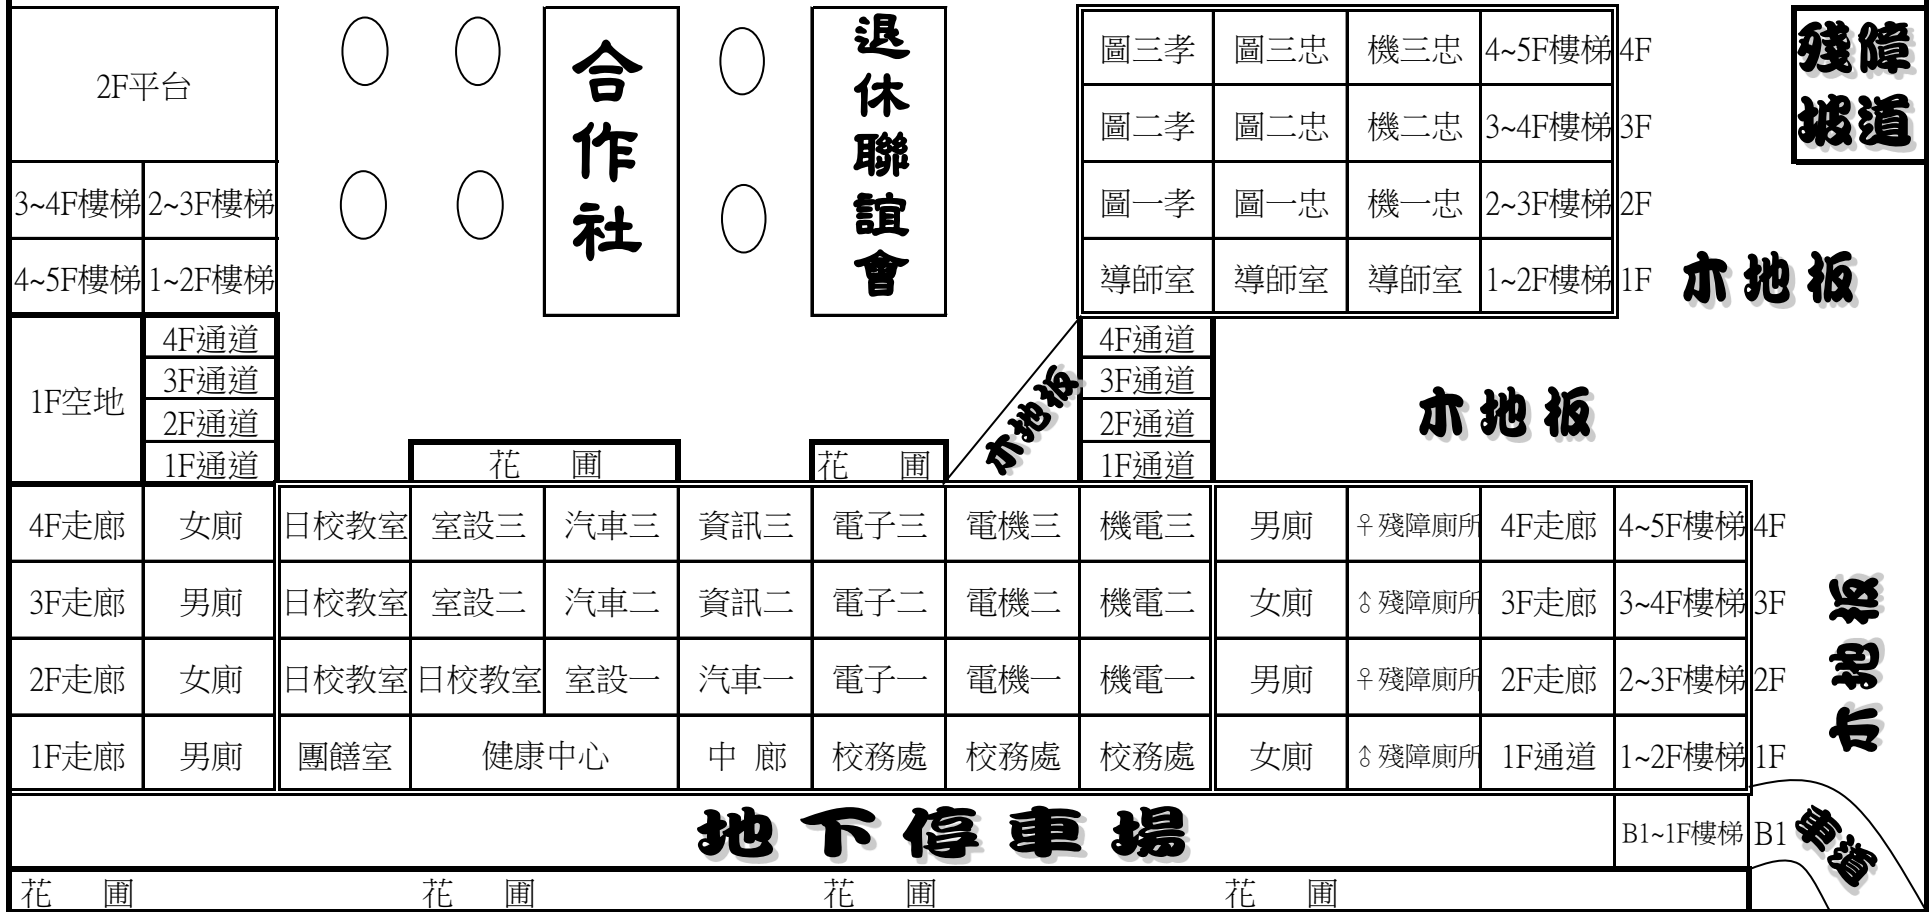 2F平台
合作社
退休聯誼會
圖三孝 圖三忠 機三忠 4~5F樓梯 4F
殘障
坡道
圖二孝 圖二忠 機二忠 3~4F樓梯 3F
3~4F樓梯 2~3F樓梯
圖一孝 圖一忠 機一忠 2~3F樓梯 2F
4~5F樓梯 1~2F樓梯
導師室 導師室 導師室 1~2F樓梯 1F
木地板
1F空地
4F通道
3F通道
2F通道
1F通道
花 圃
花 圃
木地板
4F通道
3F通道
2F通道
1F通道
木地板
4F走廊 女廁 日校教室 室設三 汽車三 資訊三 電子三 電機三 機電三 男廁 ♀殘障廁所 4F走廊 4~5F樓梯 4F
3F走廊 男廁 日校教室 室設二 汽車二 資訊二 電子二 電機二 機電二 女廁 ♂殘障廁所 3F走廊 3~4F樓梯 3F
2F走廊 女廁 日校教室 日校教室 室設一 汽車一 電子一 電機一 機電一 男廁 ♀殘障廁所 2F走廊 2~3F樓梯 2F
1F走廊 男廁 團膳室 健康中心 中 廊 校務處 校務處 校務處 女廁 ♂殘障廁所 1F通道 1~2F樓梯 1F
木地板
地下停車場
B1~1F樓梯 B1
車道
花 圃 花 圃 花 圃 花 圃